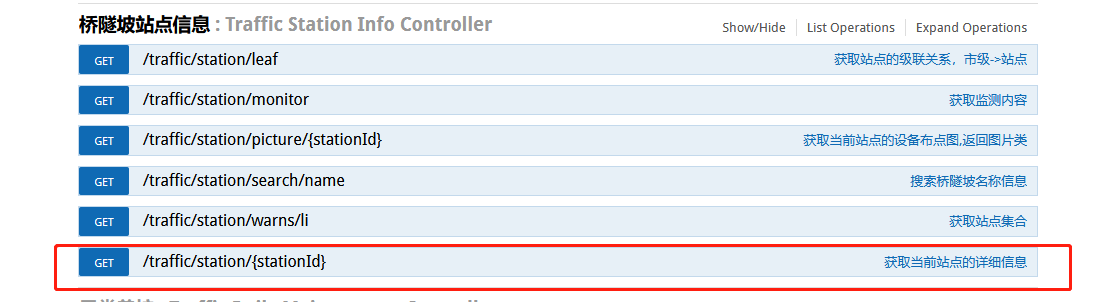 桥隧坡站点信息 : Traffic Station Info Controller
Show/Hide List Operations Expand Operations
GET /traffic/station/leaf 获取站点的级联关系，市级->站点
GET /traffic/station/monitor 获取监测内容
GET /traffic/station/picture/{stationId} 获取当前站点的设备布点图,返回图片类
GET /traffic/station/search/name 搜索桥隧坡名称信息
GET /traffic/station/warns/li 获取站点集合
GET /traffic/station/{stationId} 获取当前站点的详细信息